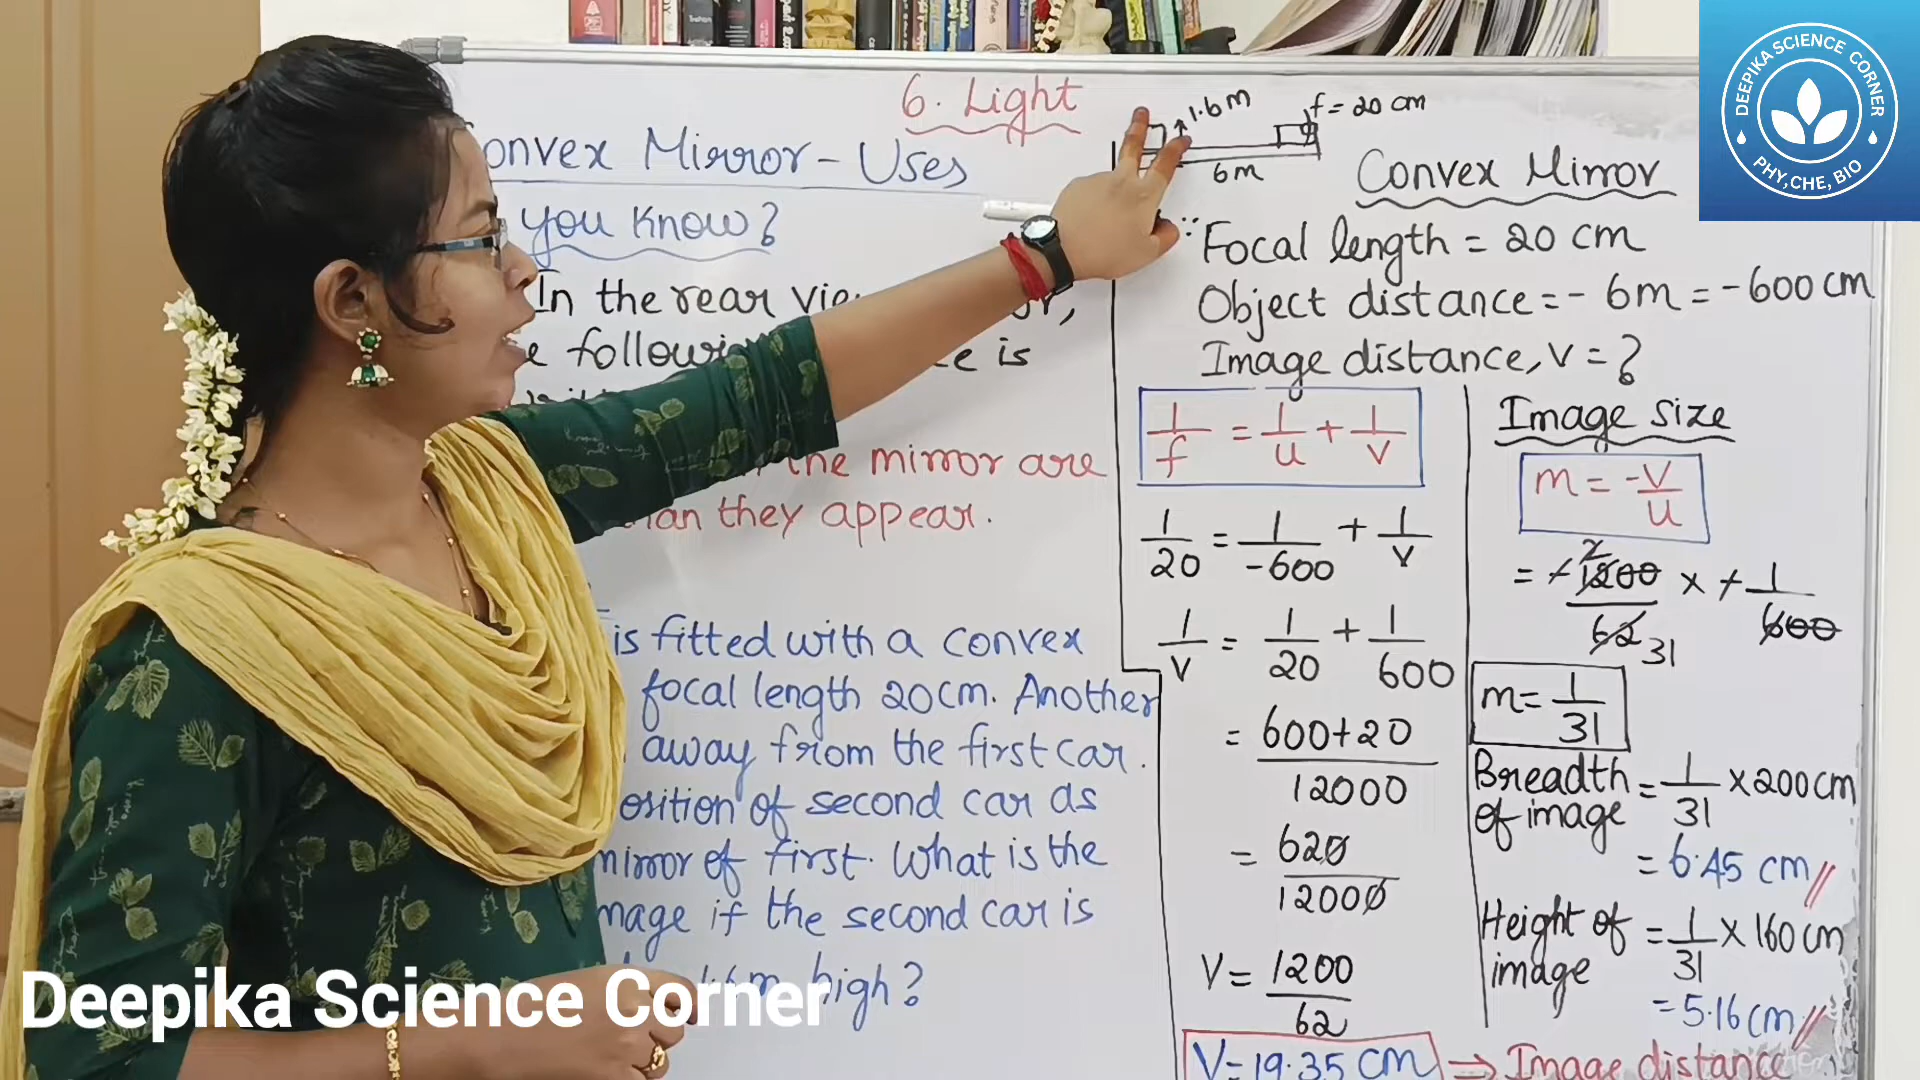 6. Light
onvex Mirror - Uses
you know?
In the rear
following is
the mirror are
than they appear.
is fitted with a convex
focal length 20cm. Another
away from the first car.
osition of second car as
mirror of first. What is the
mage if the second car is
1.6m high?
1.6m
f = 20 cm
6m
Convex Mirror
∵ Focal length = 20 cm
Object distance = - 6m = -600 cm
Image distance, v = ?
1/f = 1/u + 1/v
1/20 = 1/-600 + 1/v
1/v = 1/20 + 1/600
= 600+20/12000
= 620/12000
V = 1200/62
V = 19.35 cm ⇒ Image distance
Image size
m = -v/u
= -1200/62 x -1/600
2
31
m = 1/31
Breadth of image = 1/31 x 200 cm
= 6.45 cm //
Height of image = 1/31 x 160 cm
= 5.16 cm //
DEEPIKA SCIENCE CORNER
PHY,CHE, BIO
Deepika Science Corner